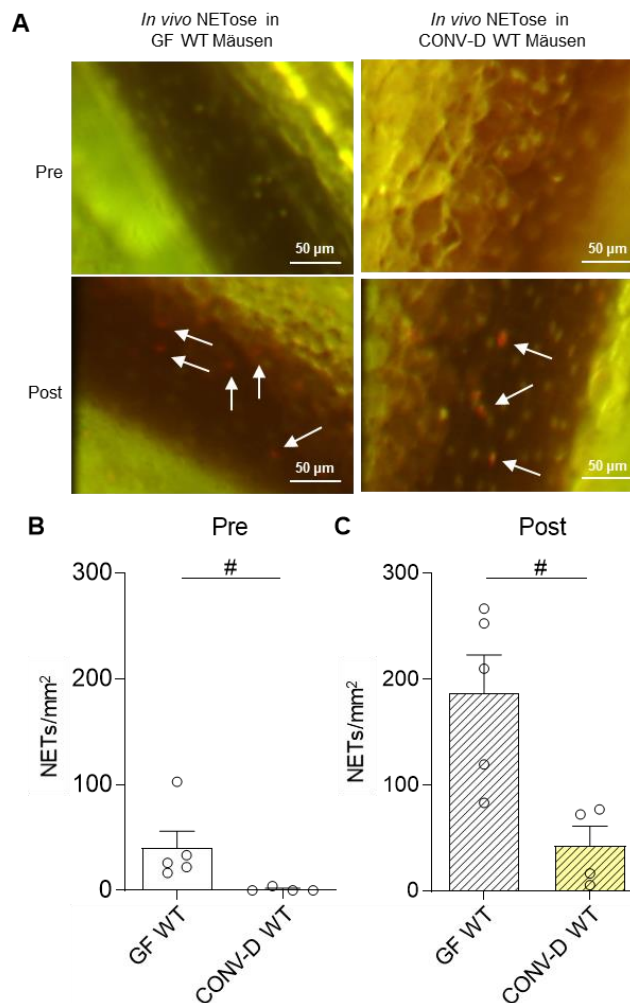 A
In vivo NETose in
GF WT Mäusen
In vivo NETose in
CONV-D WT Mäusen
Pre
50 µm
50 µm
Post
50 µm
50 µm
B
Pre
#
300
200
100
0
NETs/mm²
GF WT
CONV-D WT
C
Post
#
300
200
100
0
NETs/mm²
GF WT
CONV-D WT